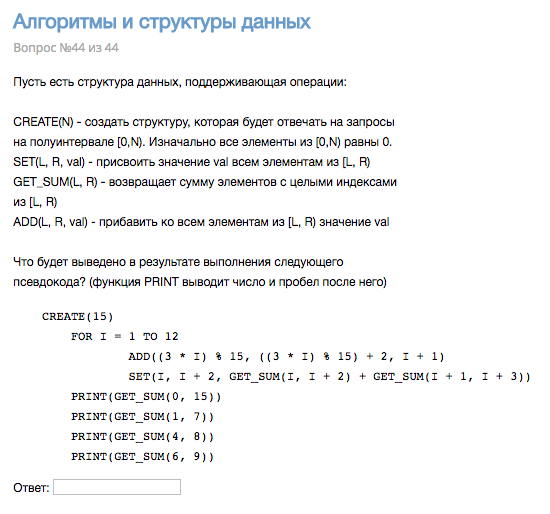 Алгоритмы и структуры данных
Вопрос №44 из 44
Пусть есть структура данных, поддерживающая операции:
CREATE(N) - создать структуру, которая будет отвечать на запросы
на полуинтервале [0,N). Изначально все элементы из [0,N) равны 0.
SET(L, R, val) - присвоить значение val всем элементам из [L, R)
GET_SUM(L, R) - возвращает сумму элементов с целыми индексами
из [L, R)
ADD(L, R, val) - прибавить ко всем элементам из [L, R) значение val
Что будет выведено в результате выполнения следующего
псевдокода? (функция PRINT выводит число и пробел после него)
CREATE(15)
FOR I = 1 TO 12
ADD((3 * I) % 15, ((3 * I) % 15) + 2, I + 1)
SET(I, I + 2, GET_SUM(I, I + 2) + GET_SUM(I + 1, I + 3))
PRINT(GET_SUM(0, 15))
PRINT(GET_SUM(1, 7))
PRINT(GET_SUM(4, 8))
PRINT(GET_SUM(6, 9))
Ответ: